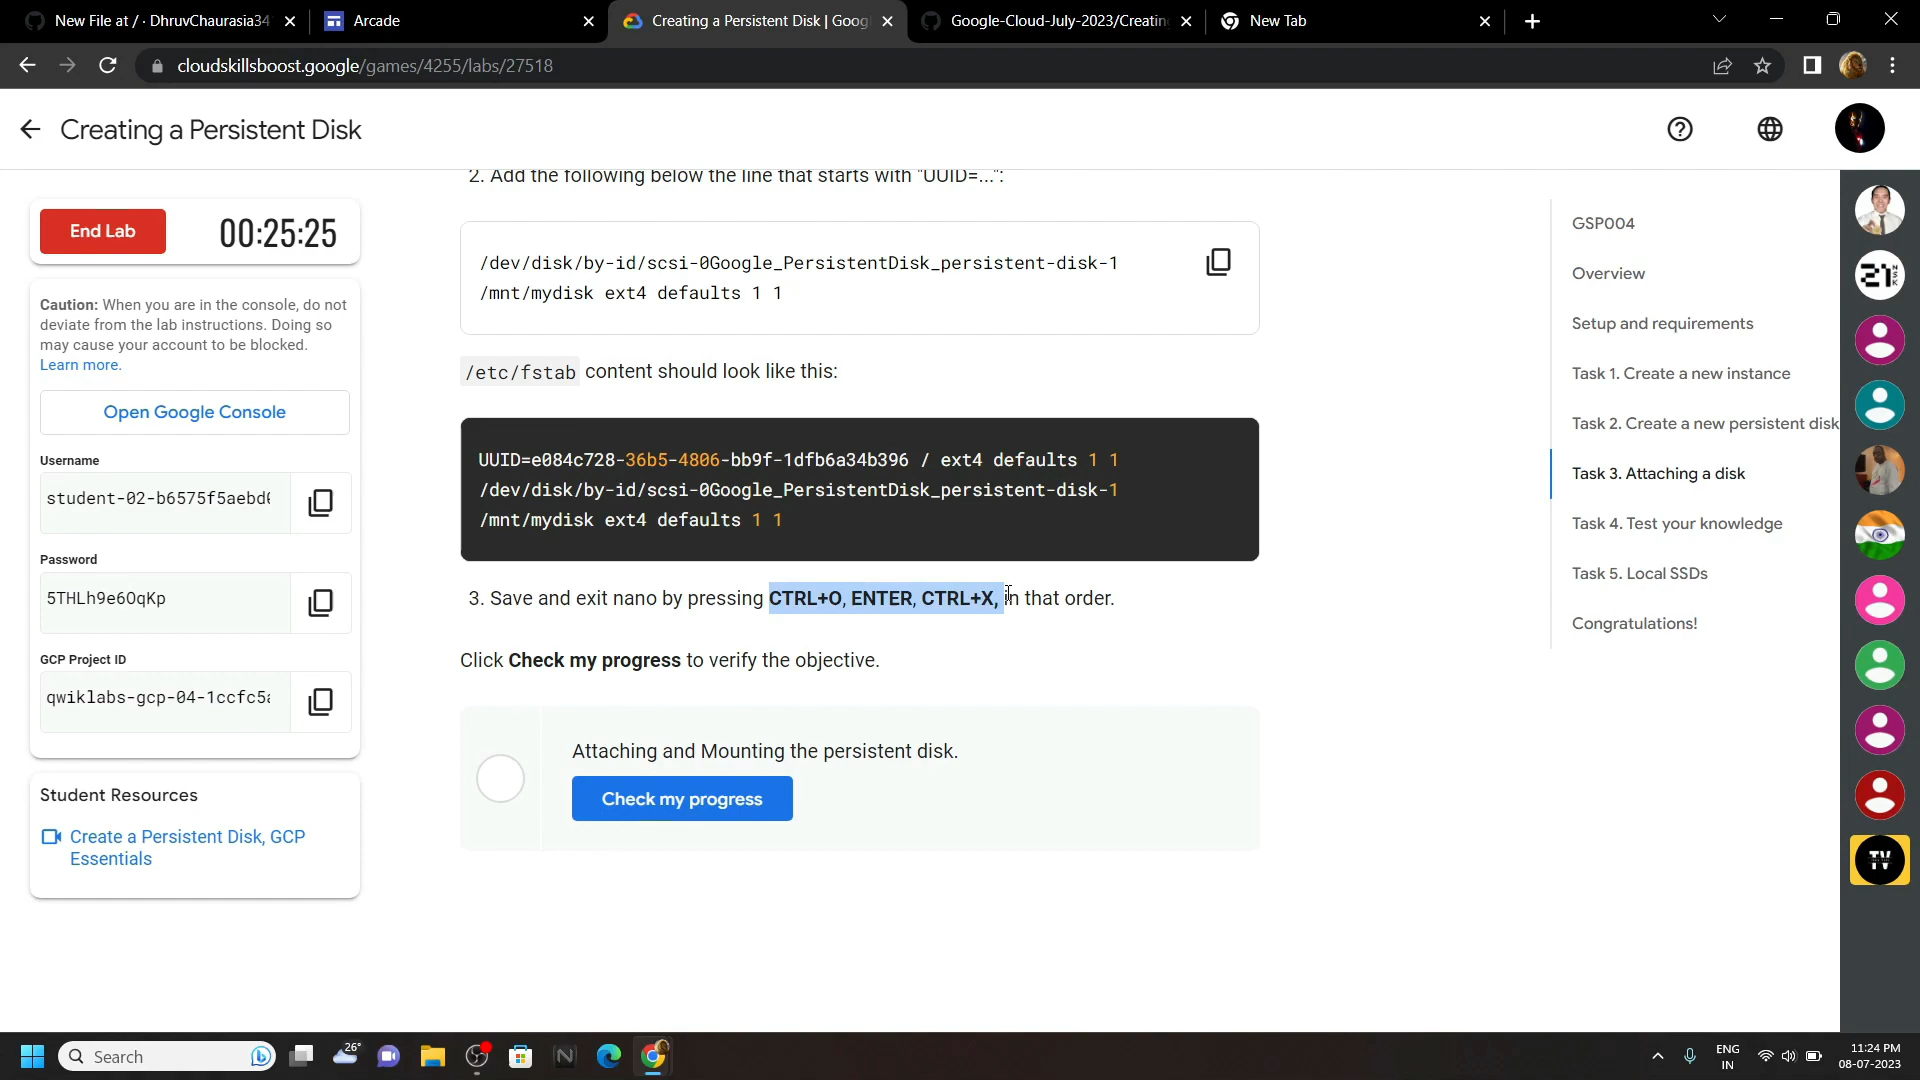 New File at / · DhruvChaurasia34
Arcade
Creating a Persistent Disk | Goog
Google-Cloud-July-2023/Creatin
New Tab
cloudskillsboost.google/games/4255/labs/27518
Creating a Persistent Disk
End Lab
00:25:25
Caution: When you are in the console, do not
deviate from the lab instructions. Doing so
may cause your account to be blocked.
Learn more.
Open Google Console
Username
student-02-b6575f5aebd
Password
5THLh9e6OqKp
GCP Project ID
qwiklabs-gcp-04-1ccfc5a
Student Resources
Create a Persistent Disk, GCP
Essentials
2. Add the following below the line that starts with "UUID=...":
/dev/disk/by-id/scsi-0Google_PersistentDisk_persistent-disk-1
/mnt/mydisk ext4 defaults 1 1
/etc/fstab content should look like this:
UUID=e084c728-36b5-4806-bb9f-1dfb6a34b396 / ext4 defaults 1 1
/dev/disk/by-id/scsi-0Google_PersistentDisk_persistent-disk-1
/mnt/mydisk ext4 defaults 1 1
3. Save and exit nano by pressing CTRL+O, ENTER, CTRL+X, in that order.
Click Check my progress to verify the objective.
Attaching and Mounting the persistent disk.
Check my progress
GSP004
Overview
Setup and requirements
Task 1. Create a new instance
Task 2. Create a new persistent disk
Task 3. Attaching a disk
Task 4. Test your knowledge
Task 5. Local SSDs
Congratulations!
21
TV
Search
26°
ENG
IN
11:24 PM
08-07-2023